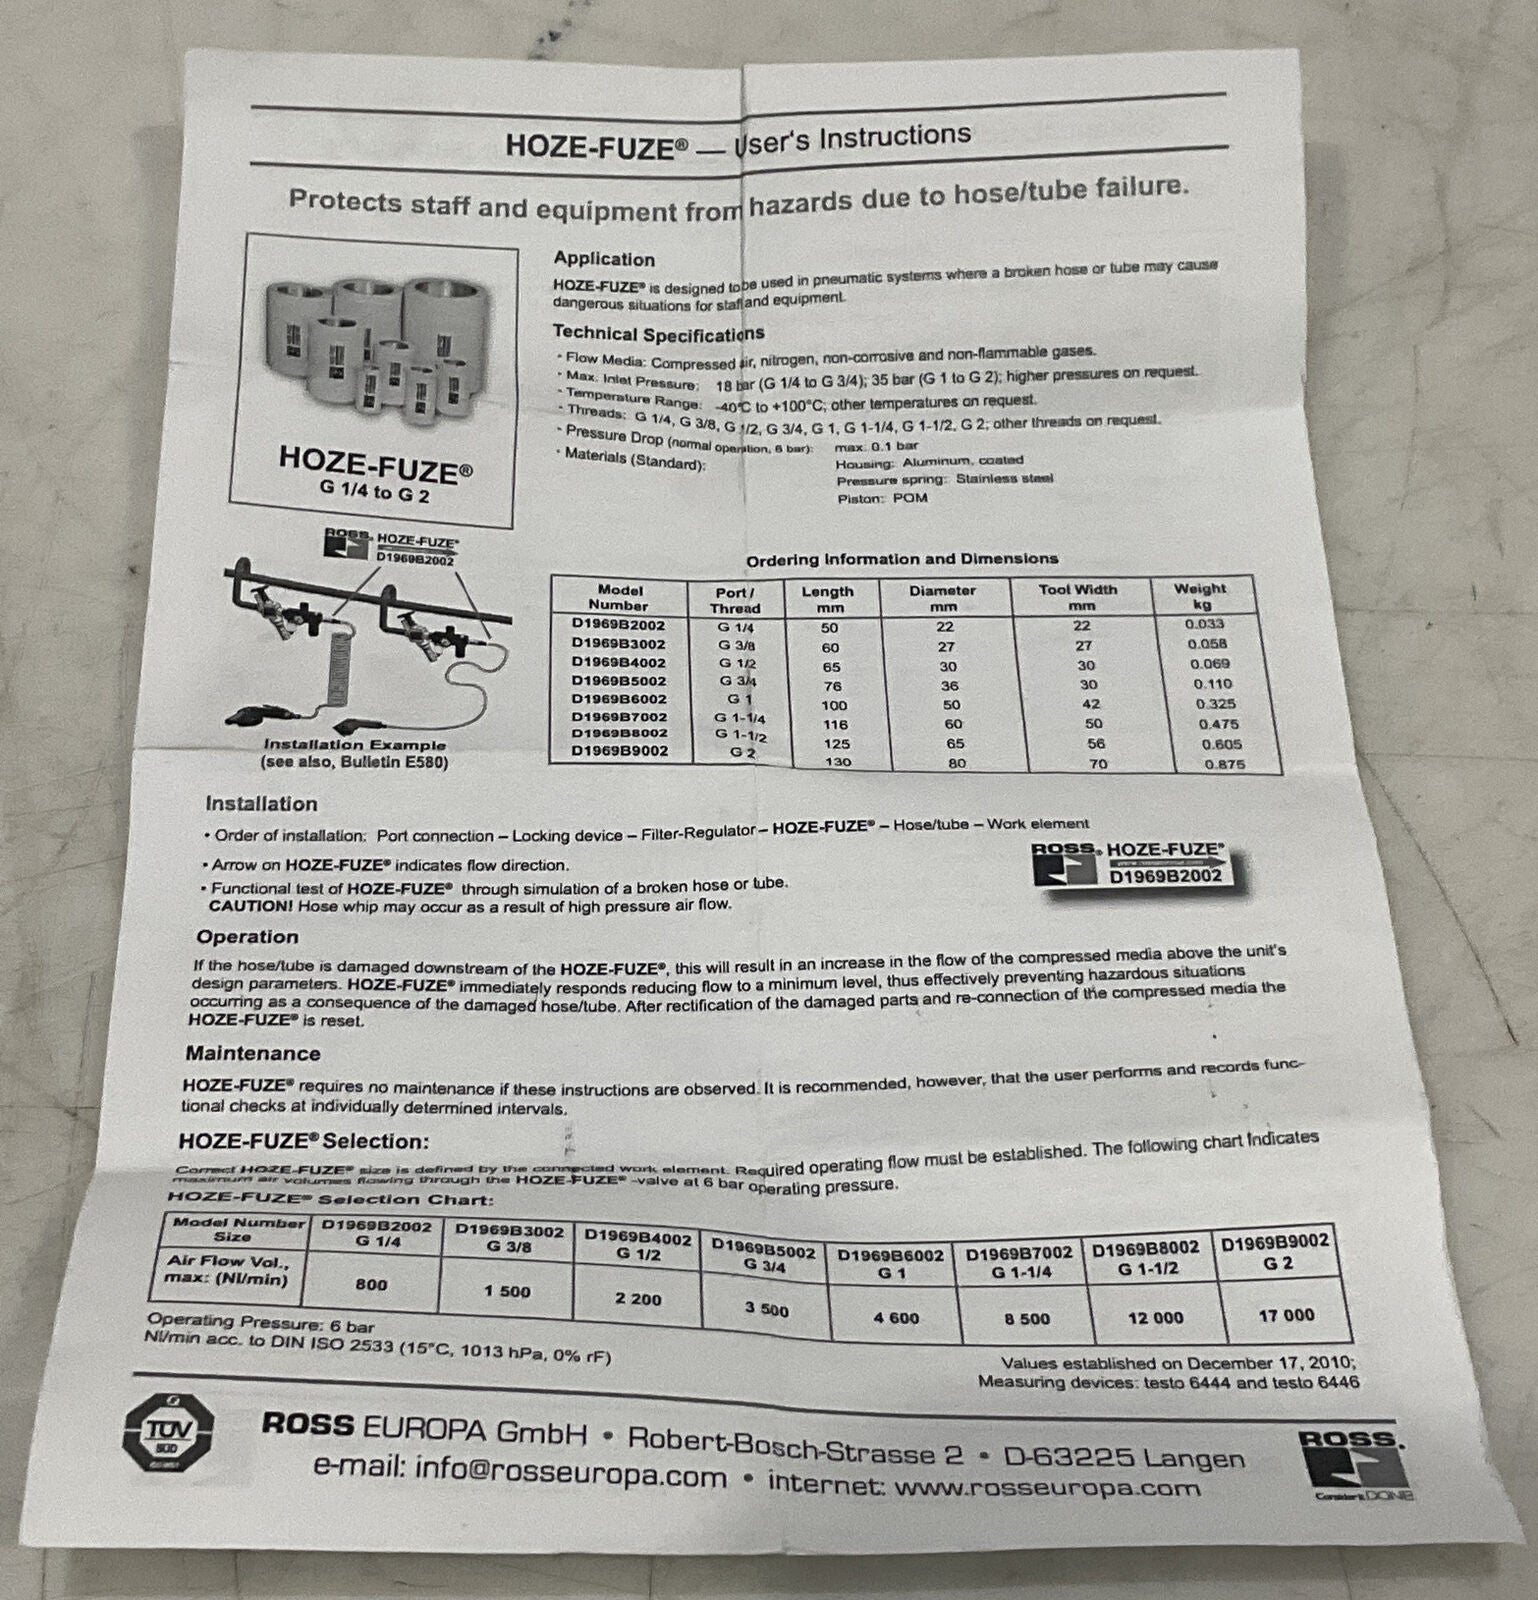 HOZE-FUZE® — User's Instructions
Protects staff and equipment from hazards due to hose/tube failure.
HOZE-FUZE®
G 1/4 to G 2
Application
HOZE-FUZE® is designed to be used in pneumatic systems where a broken hose or tube may cause
dangerous situations for staff and equipment.
Technical Specifications
• Flow Media: Compressed air, nitrogen, non-corrosive and non-flammable gases.
• Max. Inlet Pressure: 18 bar (G 1/4 to G 3/4); 35 bar (G 1 to G 2); higher pressures on request.
• Temperature Range: -40°C to +100°C; other temperatures on request.
• Threads: G 1/4, G 3/8, G 1/2, G 3/4, G 1, G 1-1/4, G 1-1/2, G 2; other threads on request.
• Pressure Drop (normal operation, 6 bar): max. 0.1 bar
• Materials (Standard): Housing: Aluminum, coated
Pressure spring: Stainless steel
Piston: POM
ROSS. HOZE-FUZE®
D1969B2002
Installation Example
(see also, Bulletin E580)
Ordering Information and Dimensions
Model Number Port / Thread Length mm Diameter mm Tool Width mm Weight kg
D1969B2002 G 1/4 50 22 22 0.033
D1969B3002 G 3/8 60 27 27 0.058
D1969B4002 G 1/2 65 30 30 0.069
D1969B5002 G 3/4 76 36 30 0.110
D1969B6002 G 1 100 50 42 0.325
D1969B7002 G 1-1/4 116 60 50 0.475
D1969B8002 G 1-1/2 125 65 56 0.605
D1969B9002 G 2 130 80 70 0.875
Installation
• Order of installation: Port connection – Locking device – Filter-Regulator – HOZE-FUZE® – Hose/tube – Work element
• Arrow on HOZE-FUZE® indicates flow direction.
• Functional test of HOZE-FUZE® through simulation of a broken hose or tube.
CAUTION! Hose whip may occur as a result of high pressure air flow.
ROSS. HOZE-FUZE®
D1969B2002
Operation
If the hose/tube is damaged downstream of the HOZE-FUZE®, this will result in an increase in the flow of the compressed media above the unit's
design parameters. HOZE-FUZE® immediately responds reducing flow to a minimum level, thus effectively preventing hazardous situations
occurring as a consequence of the damaged hose/tube. After rectification of the damaged parts and re-connection of the compressed media the
HOZE-FUZE® is reset.
Maintenance
HOZE-FUZE® requires no maintenance if these instructions are observed. It is recommended, however, that the user performs and records func-
tional checks at individually determined intervals.
HOZE-FUZE® Selection:
Correct HOZE-FUZE® size is defined by the connected work element. Required operating flow must be established. The following chart indicates
maximum air volumes flowing through the HOZE-FUZE® -valve at 6 bar operating pressure.
HOZE-FUZE® Selection Chart:
Model Number D1969B2002 D1969B3002 D1969B4002 D1969B5002 D1969B6002 D1969B7002 D1969B8002 D1969B9002
Size G 1/4 G 3/8 G 1/2 G 3/4 G 1 G 1-1/4 G 1-1/2 G 2
Air Flow Vol.,
max: (Nl/min) 800 1 500 2 200 3 500 4 600 8 500 12 000 17 000
Operating Pressure: 6 bar
Nl/min acc. to DIN ISO 2533 (15°C, 1013 hPa, 0% rF)
Values established on December 17, 2010;
Measuring devices: testo 6444 and testo 6446
TÜV
SÜD
ROSS EUROPA GmbH • Robert-Bosch-Strasse 2 • D-63225 Langen
e-mail: info@rosseuropa.com • internet: www.rosseuropa.com
ROSS.
Consider it DONE